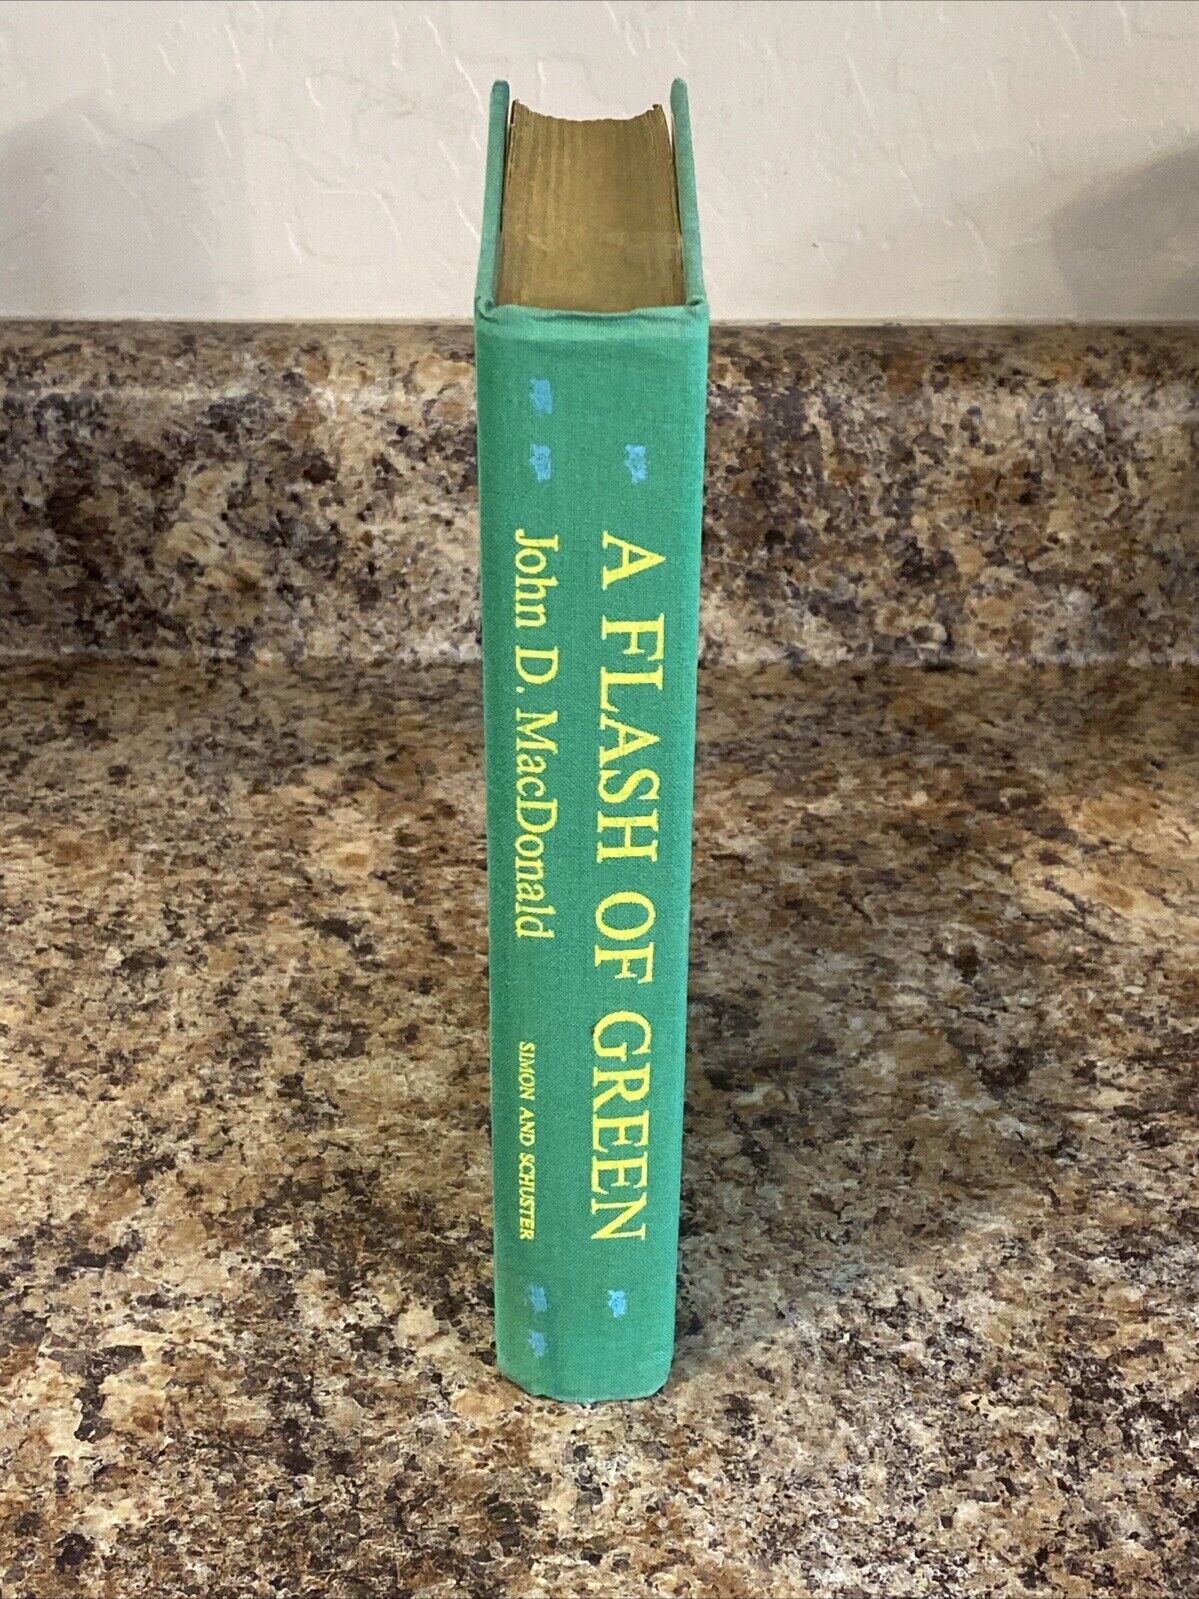 A FLASH OF GREEN
John D. MacDonald
SIMON AND SCHUSTER